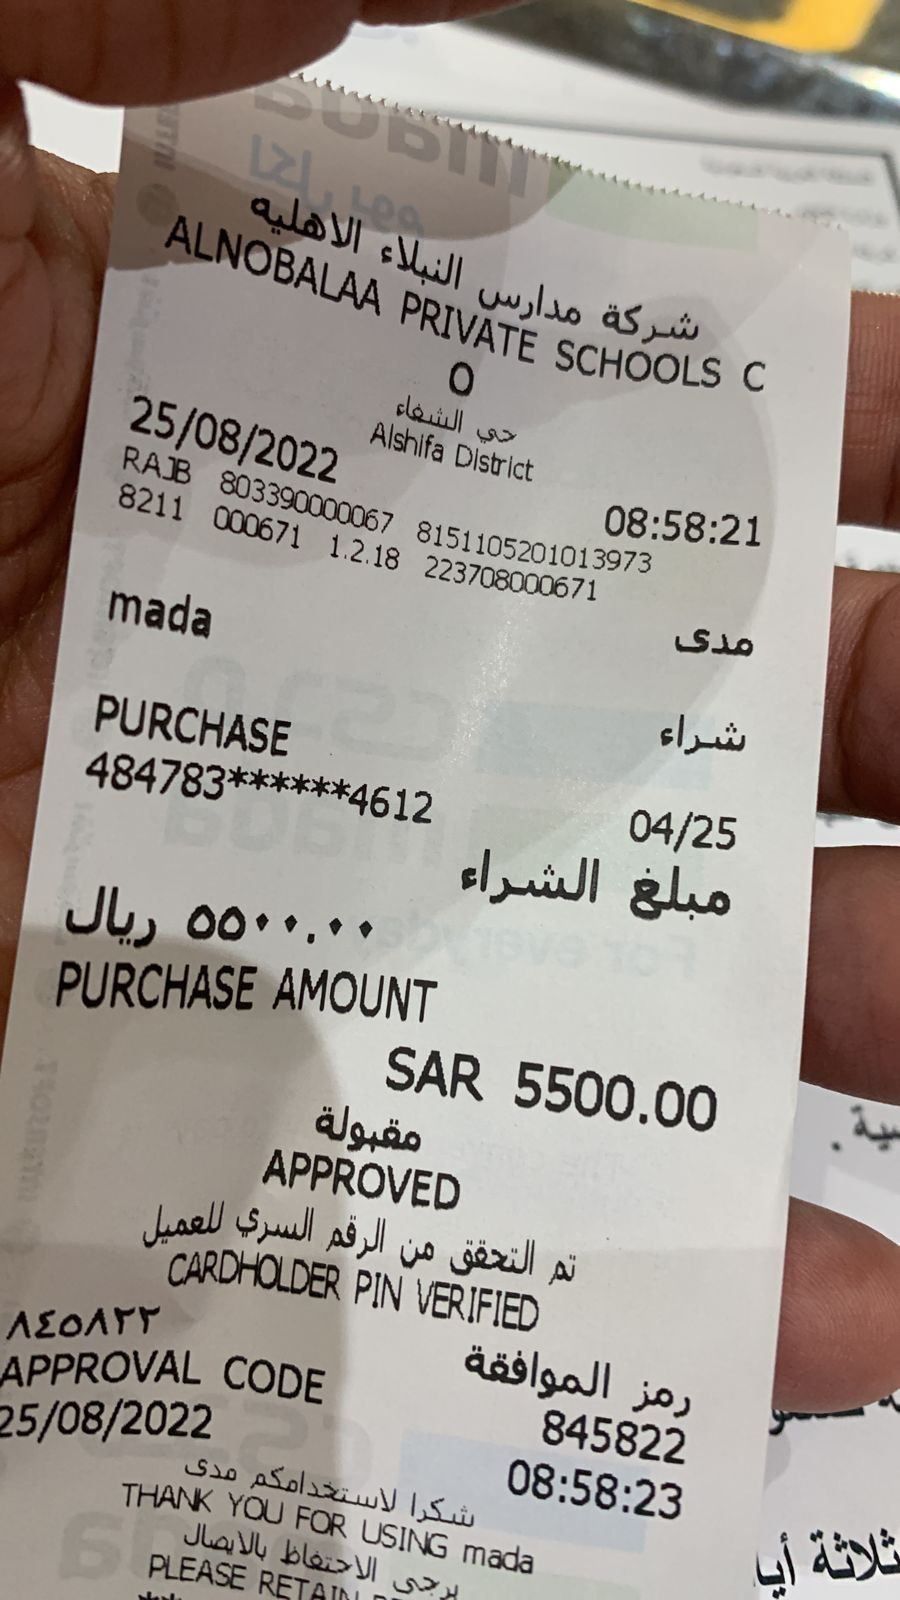 شركة مدارس النبلاء الاهليه
ALNOBALAA PRIVATE SCHOOLS C
O
حي الشفاء
Alshifa District
25/08/2022 08:58:21
RAJB 803390000067 8151105201013973
8211 000671 1.2.18 223708000671
mada مدى
PURCHASE شراء
484783******4612 04/25
مبلغ الشراء
٥٥٠٠.٠٠ ريال
PURCHASE AMOUNT
SAR 5500.00
مقبولة
APPROVED
تم التحقق من الرقم السري للعميل
CARDHOLDER PIN VERIFIED
٨٤٥٨٢٢ رمز الموافقة
APPROVAL CODE 845822
25/08/2022 08:58:23
شكرا لاستخدامكم مدى
THANK YOU FOR USING mada
يرجى الاحتفاظ بالايصال
PLEASE RETAIN
ثلاثة